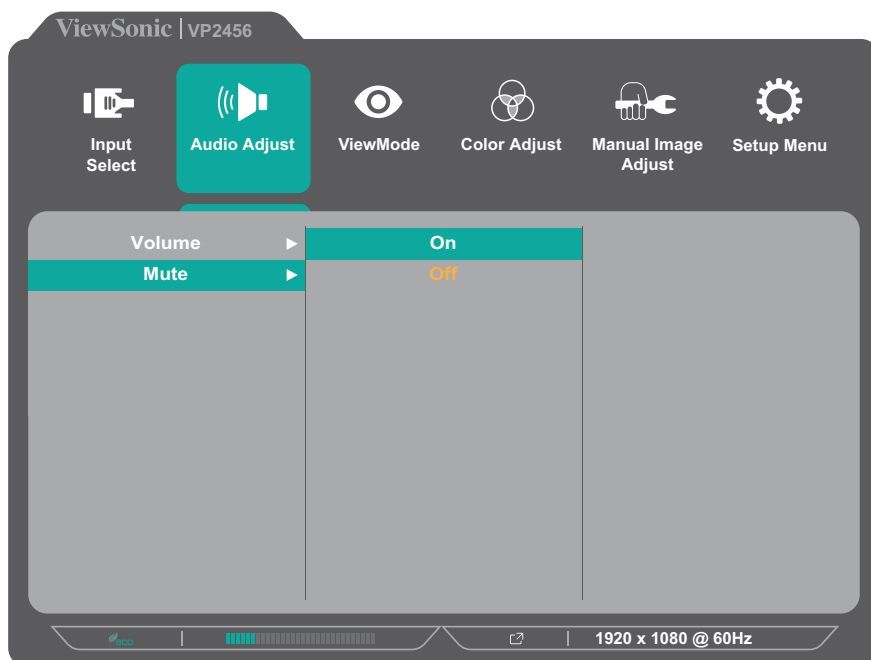 ViewSonic | VP2456
Input Select
Audio Adjust
ViewMode
Color Adjust
Manual Image Adjust
Setup Menu
Volume
On
Mute
Off
eco
1920 x 1080 @ 60Hz